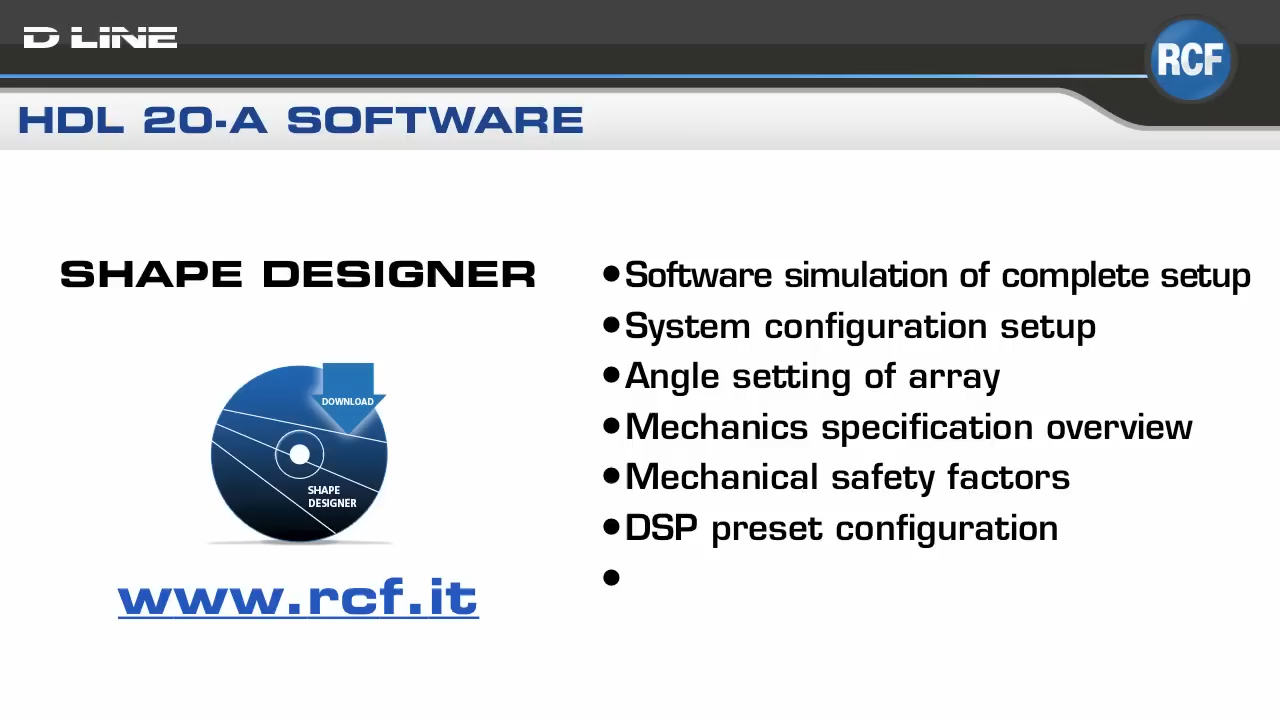 D LINE
RCF
HDL 20-A SOFTWARE
SHAPE DESIGNER
DOWNLOAD
SHAPE
DESIGNER
www.rcf.it
•Software simulation of complete setup
•System configuration setup
•Angle setting of array
•Mechanics specification overview
•Mechanical safety factors
•DSP preset configuration
•